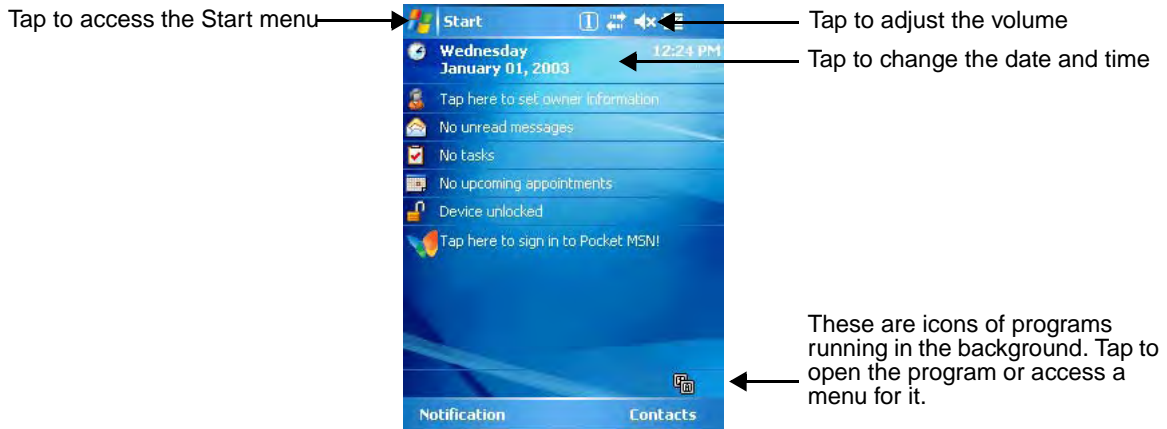 Tap to access the Start menu
Start
Tap to adjust the volume
Wednesday
12:24 PM
January 01, 2003
Tap to change the date and time
Tap here to set owner information
No unread messages
No tasks
No upcoming appointments
Device unlocked
Tap here to sign in to Pocket MSN!
These are icons of programs
running in the background. Tap to
open the program or access a
menu for it.
Notification
Contacts